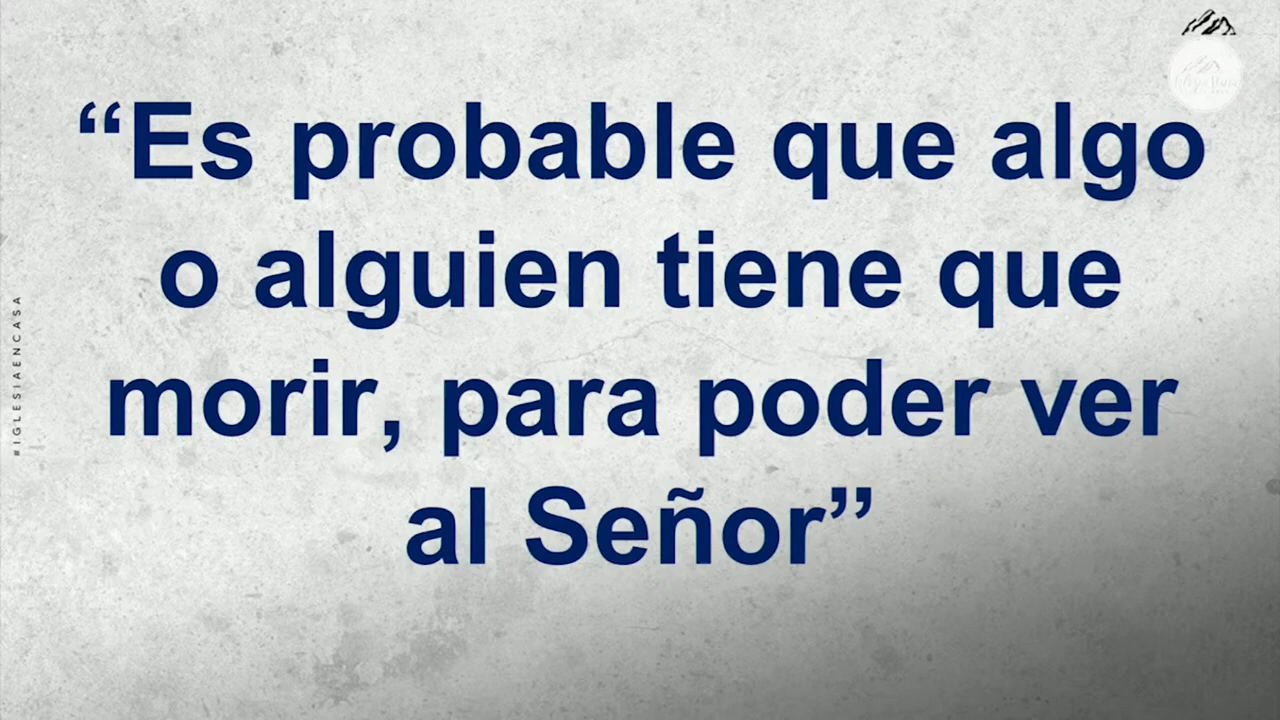 “Es probable que algo
o alguien tiene que
morir, para poder ver
al Señor”
#IGLESIAENCASA